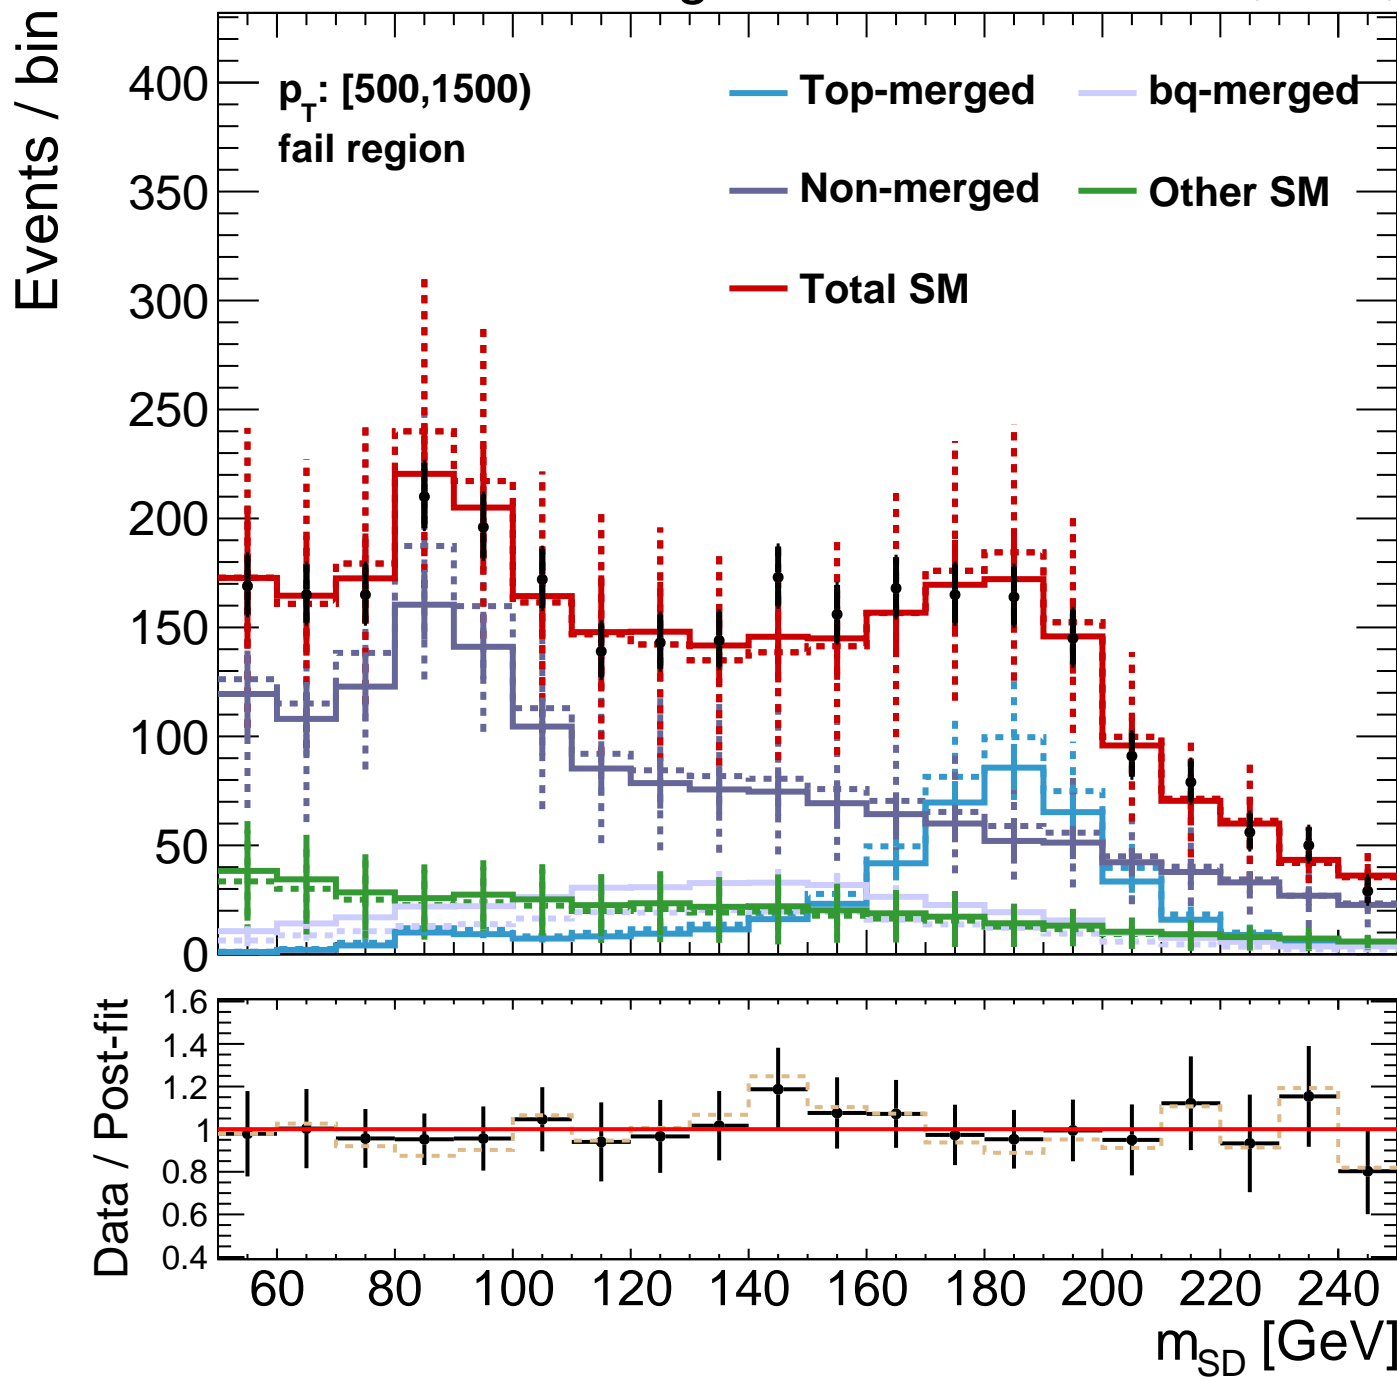 Events / bin
400
350
300
250
200
150
100
50
0
p_T: [500,1500)
fail region
Top-merged
bq-merged
Non-merged
Other SM
Total SM
Data / Post-fit
1.6
1.4
1.2
1
0.8
0.6
0.4
60 80 100 120 140 160 180 200 220 240
m_SD [GeV]